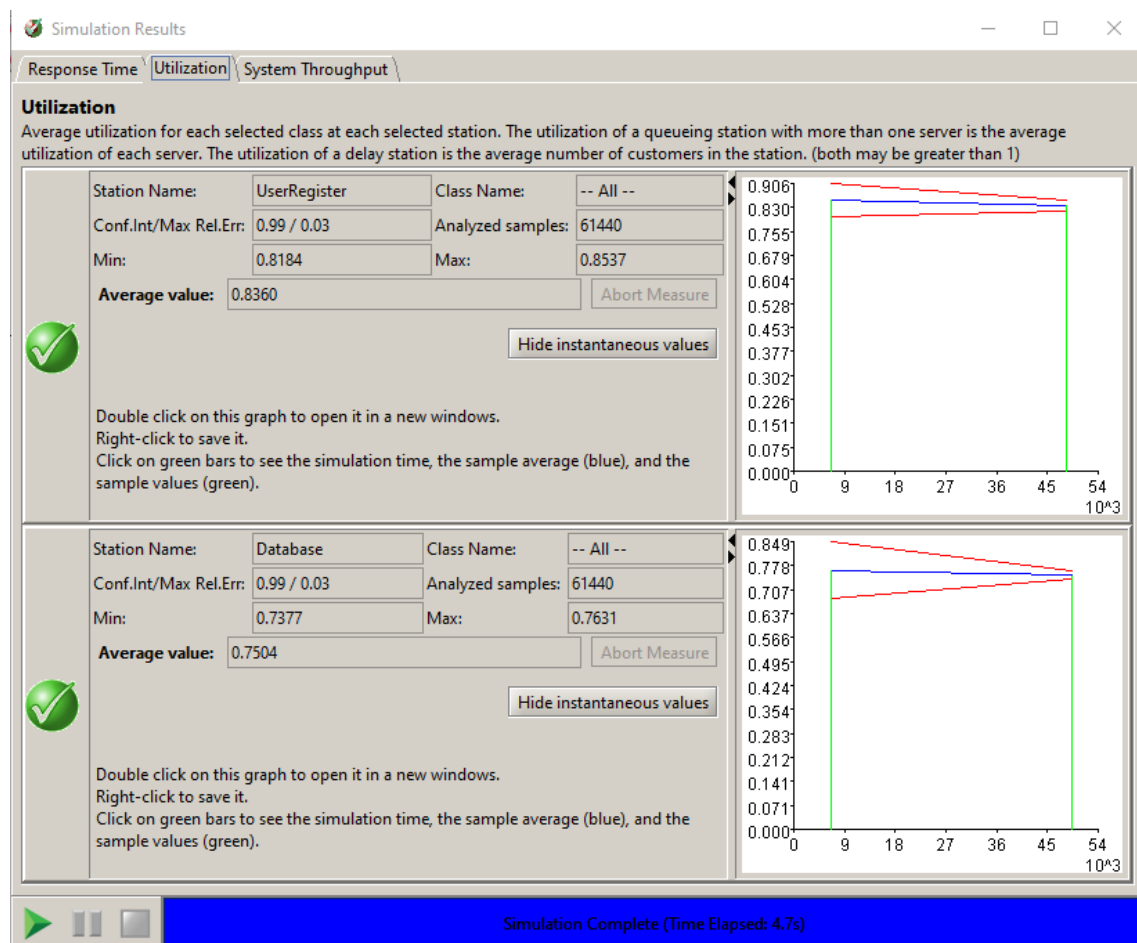 Simulation Results
Response Time Utilization System Throughput
Utilization
Average utilization for each selected class at each selected station. The utilization of a queueing station with more than one server is the average
utilization of each server. The utilization of a delay station is the average number of customers in the station. (both may be greater than 1)
Station Name: UserRegister Class Name: -- All --
Conf.Int/Max Rel.Err: 0.99 / 0.03 Analyzed samples: 61440
Min: 0.8184 Max: 0.8537
Average value: 0.8360 Abort Measure
Hide instantaneous values
Double click on this graph to open it in a new windows.
Right-click to save it.
Click on green bars to see the simulation time, the sample average (blue), and the
sample values (green).
0.906
0.830
0.755
0.679
0.604
0.528
0.453
0.377
0.302
0.226
0.151
0.075
0.000
0 9 18 27 36 45 54
10^3
Station Name: Database Class Name: -- All --
Conf.Int/Max Rel.Err: 0.99 / 0.03 Analyzed samples: 61440
Min: 0.7377 Max: 0.7631
Average value: 0.7504 Abort Measure
Hide instantaneous values
Double click on this graph to open it in a new windows.
Right-click to save it.
Click on green bars to see the simulation time, the sample average (blue), and the
sample values (green).
0.849
0.778
0.707
0.637
0.566
0.495
0.424
0.354
0.283
0.212
0.141
0.071
0.000
0 9 18 27 36 45 54
10^3
Simulation Complete (Time Elapsed: 4.7s)